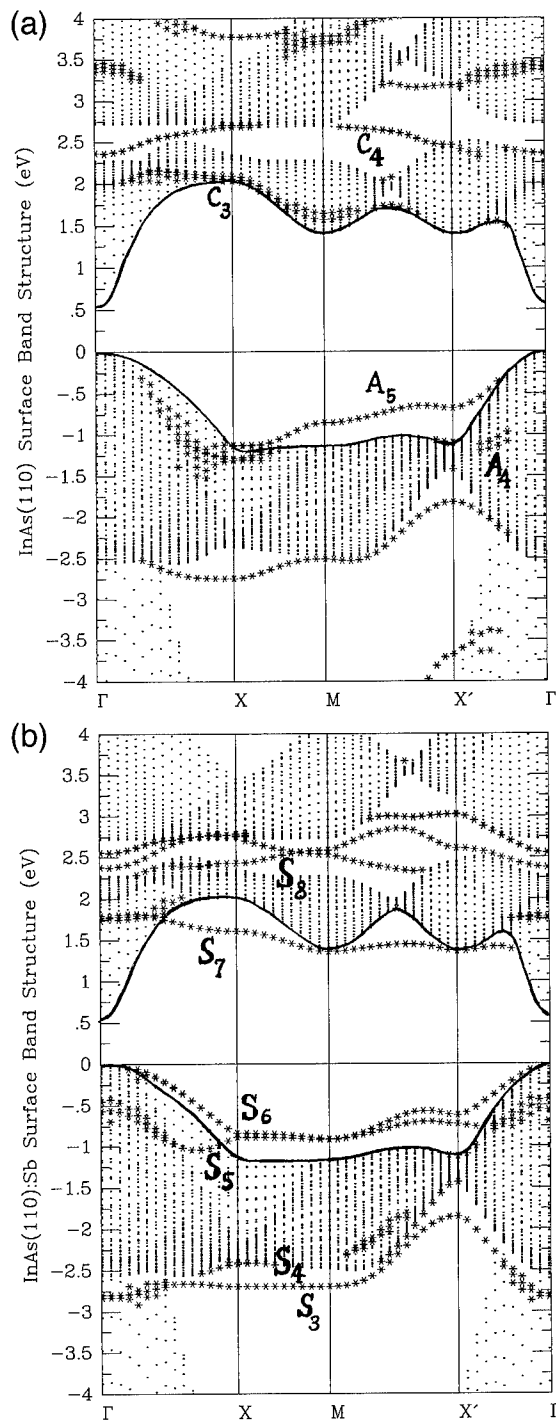 (a)
InAs(110) Surface Band Structure (eV)
4
3.5
3
2.5
2
1.5
1
.5
0
-.5
-1
-1.5
-2
-2.5
-3
-3.5
-4
C4
C3
A5
A4
Γ X M X′ Γ
(b)
InAs(110):Sb Surface Band Structure (eV)
4
3.5
3
2.5
2
1.5
1
.5
0
-.5
-1
-1.5
-2
-2.5
-3
-3.5
-4
S8
S7
S6
S5
S4
S3
Γ X M X′ Γ